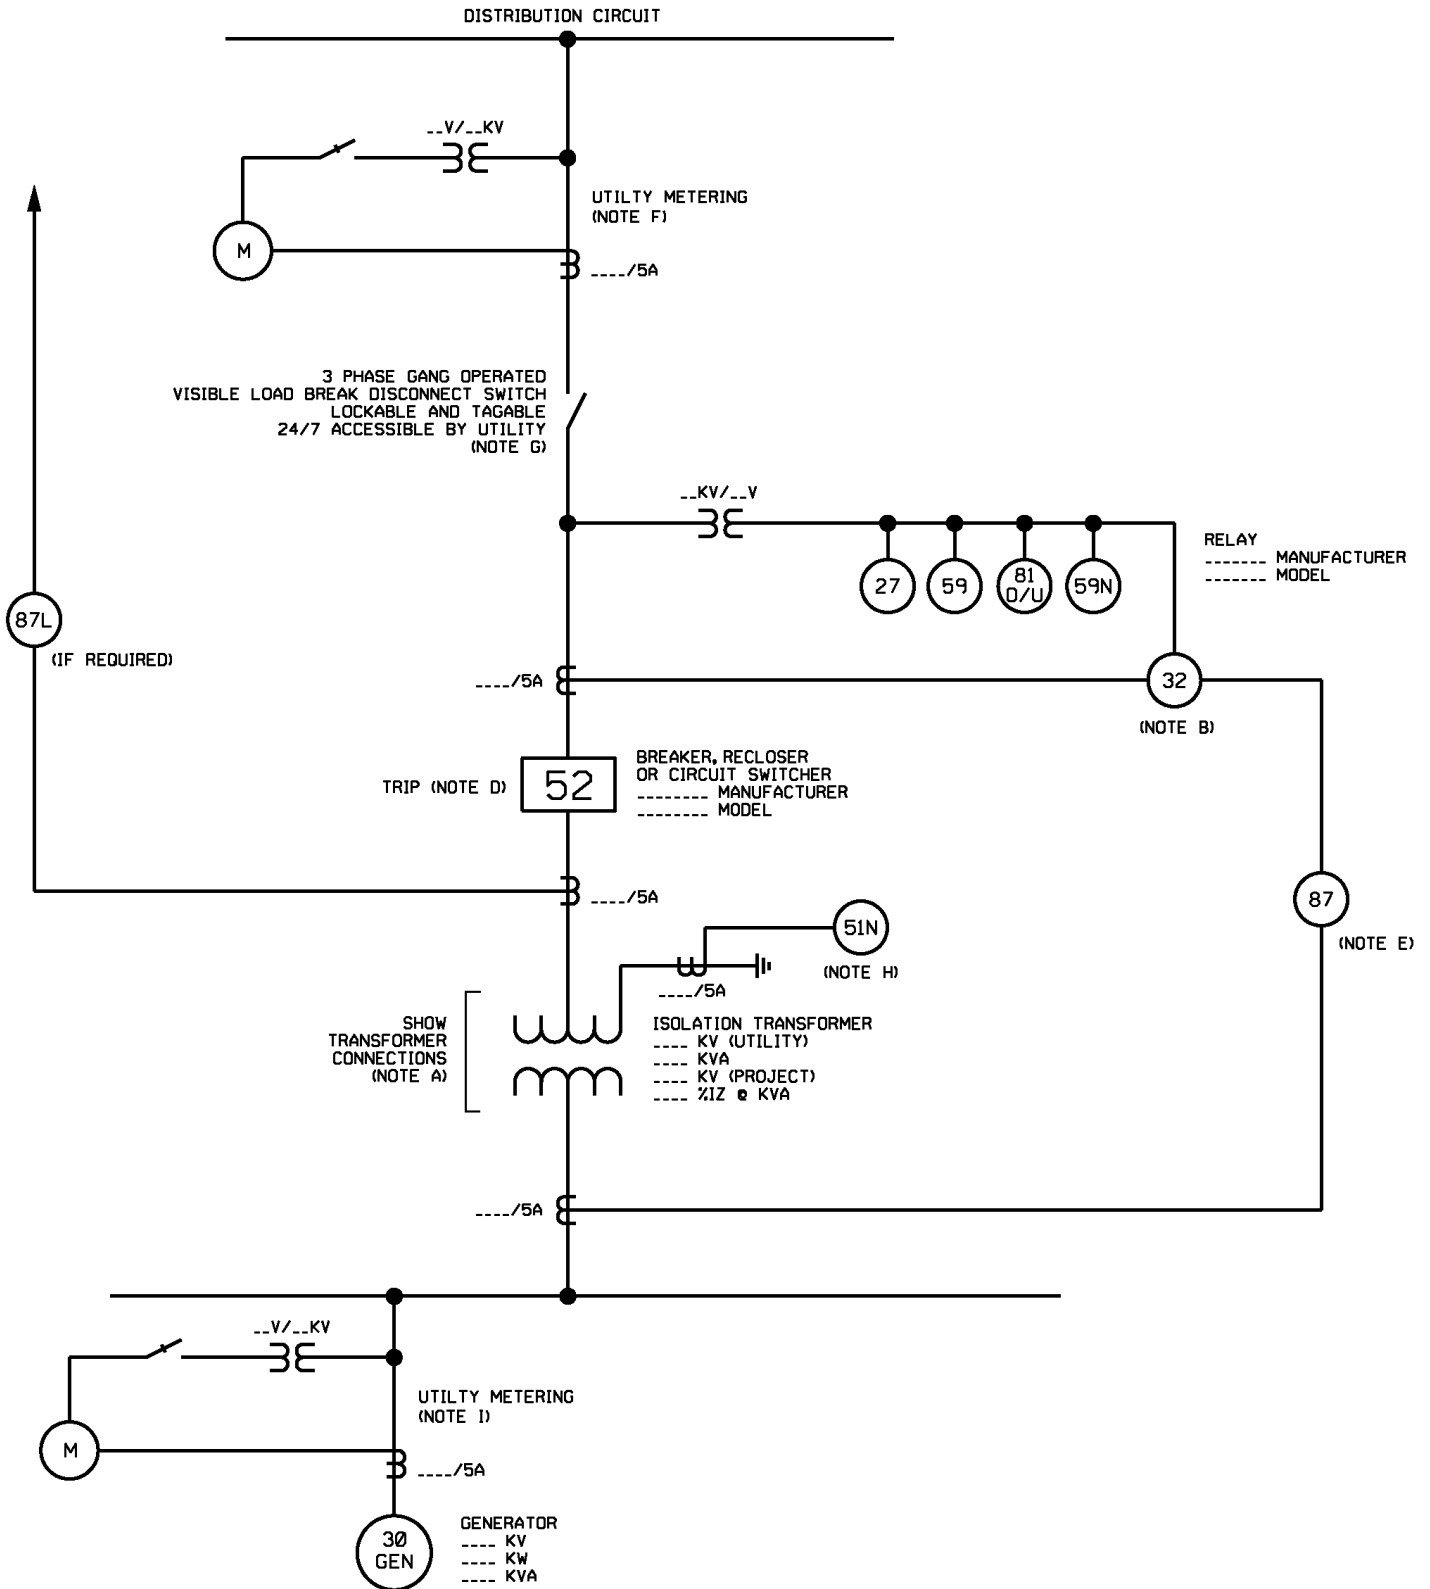 DISTRIBUTION CIRCUIT
__V/__KV
UTILTY METERING
(NOTE F)
M
____/5A
3 PHASE GANG OPERATED
VISIBLE LOAD BREAK DISCONNECT SWITCH
LOCKABLE AND TAGABLE
24/7 ACCESSIBLE BY UTILITY
(NOTE G)
__KV/__V
RELAY
_______ MANUFACTURER
_______ MODEL
27
59
81
O/U
59N
87L
(IF REQUIRED)
____/5A
32
(NOTE B)
TRIP (NOTE D)
52
BREAKER, RECLOSER
OR CIRCUIT SWITCHER
________ MANUFACTURER
________ MODEL
____/5A
87
(NOTE E)
51N
(NOTE H)
____/5A
SHOW
TRANSFORMER
CONNECTIONS
(NOTE A)
ISOLATION TRANSFORMER
____ KV (UTILITY)
____ KVA
____ KV (PROJECT)
____ %IZ @ KVA
____/5A
__V/__KV
UTILTY METERING
(NOTE I)
M
____/5A
30
GEN
GENERATOR
____ KV
____ KW
____ KVA